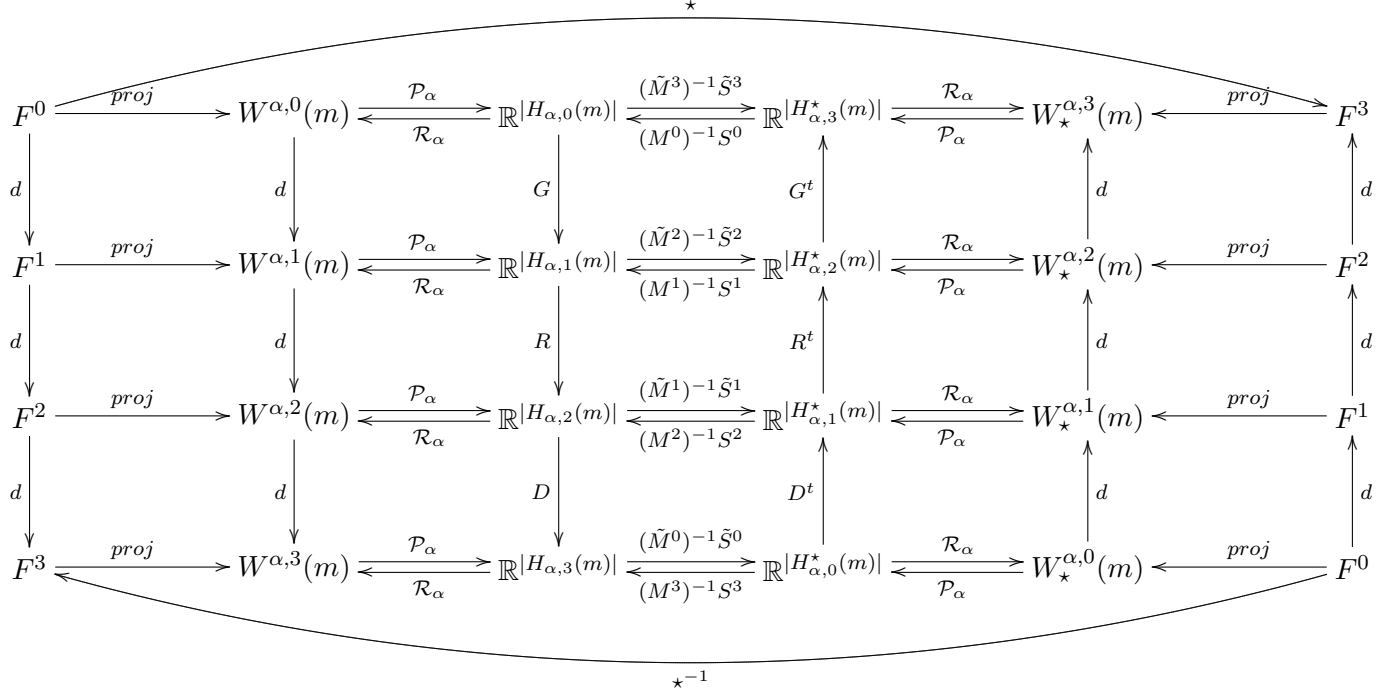 ⋆
proj 𝒫_α (M̃^3)^{-1}S̃^3 ℛ_α proj
F^0 W^{α,0}(m) ℝ^{|H_{α,0}(m)|} ℝ^{|H^⋆_{α,3}(m)|} W_⋆^{α,3}(m) F^3
ℛ_α (M^0)^{-1}S^0 𝒫_α
d d G G^t d d
proj 𝒫_α (M̃^2)^{-1}S̃^2 ℛ_α proj
F^1 W^{α,1}(m) ℝ^{|H_{α,1}(m)|} ℝ^{|H^⋆_{α,2}(m)|} W_⋆^{α,2}(m) F^2
ℛ_α (M^1)^{-1}S^1 𝒫_α
d d R R^t d d
proj 𝒫_α (M̃^1)^{-1}S̃^1 ℛ_α proj
F^2 W^{α,2}(m) ℝ^{|H_{α,2}(m)|} ℝ^{|H^⋆_{α,1}(m)|} W_⋆^{α,1}(m) F^1
ℛ_α (M^2)^{-1}S^2 𝒫_α
d d D D^t d d
proj 𝒫_α (M̃^0)^{-1}S̃^0 ℛ_α proj
F^3 W^{α,3}(m) ℝ^{|H_{α,3}(m)|} ℝ^{|H^⋆_{α,0}(m)|} W_⋆^{α,0}(m) F^0
ℛ_α (M^3)^{-1}S^3 𝒫_α
⋆^{-1}